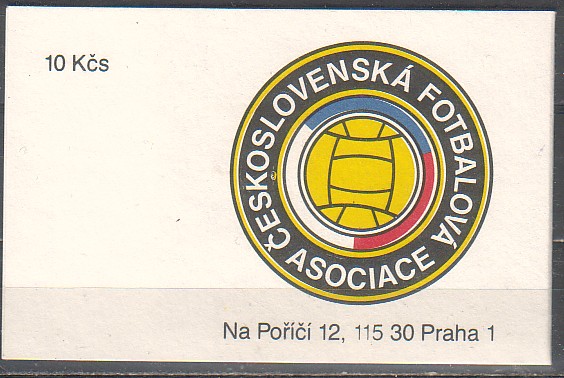 10 Kčs
ČESKOSLOVENSKÁ FOTBALOVÁ ASOCIACE
Na Poříčí 12, 115 30 Praha 1